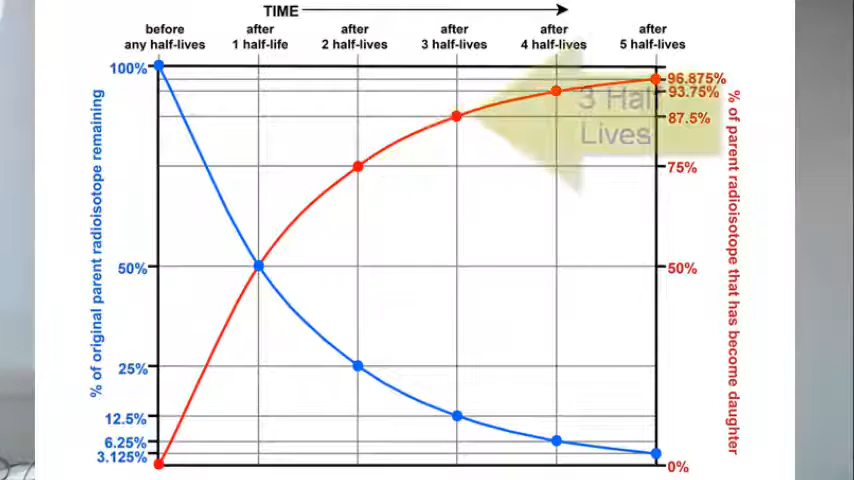 TIME
before
any half-lives
after
1 half-life
after
2 half-lives
after
3 half-lives
after
4 half-lives
after
5 half-lives
100%
50%
25%
12.5%
6.25%
3.125%
% of original parent radioisotope remaining
3 Half
Lives
96.875%
93.75%
87.5%
75%
50%
0%
% of parent radioisotope that has become daughter